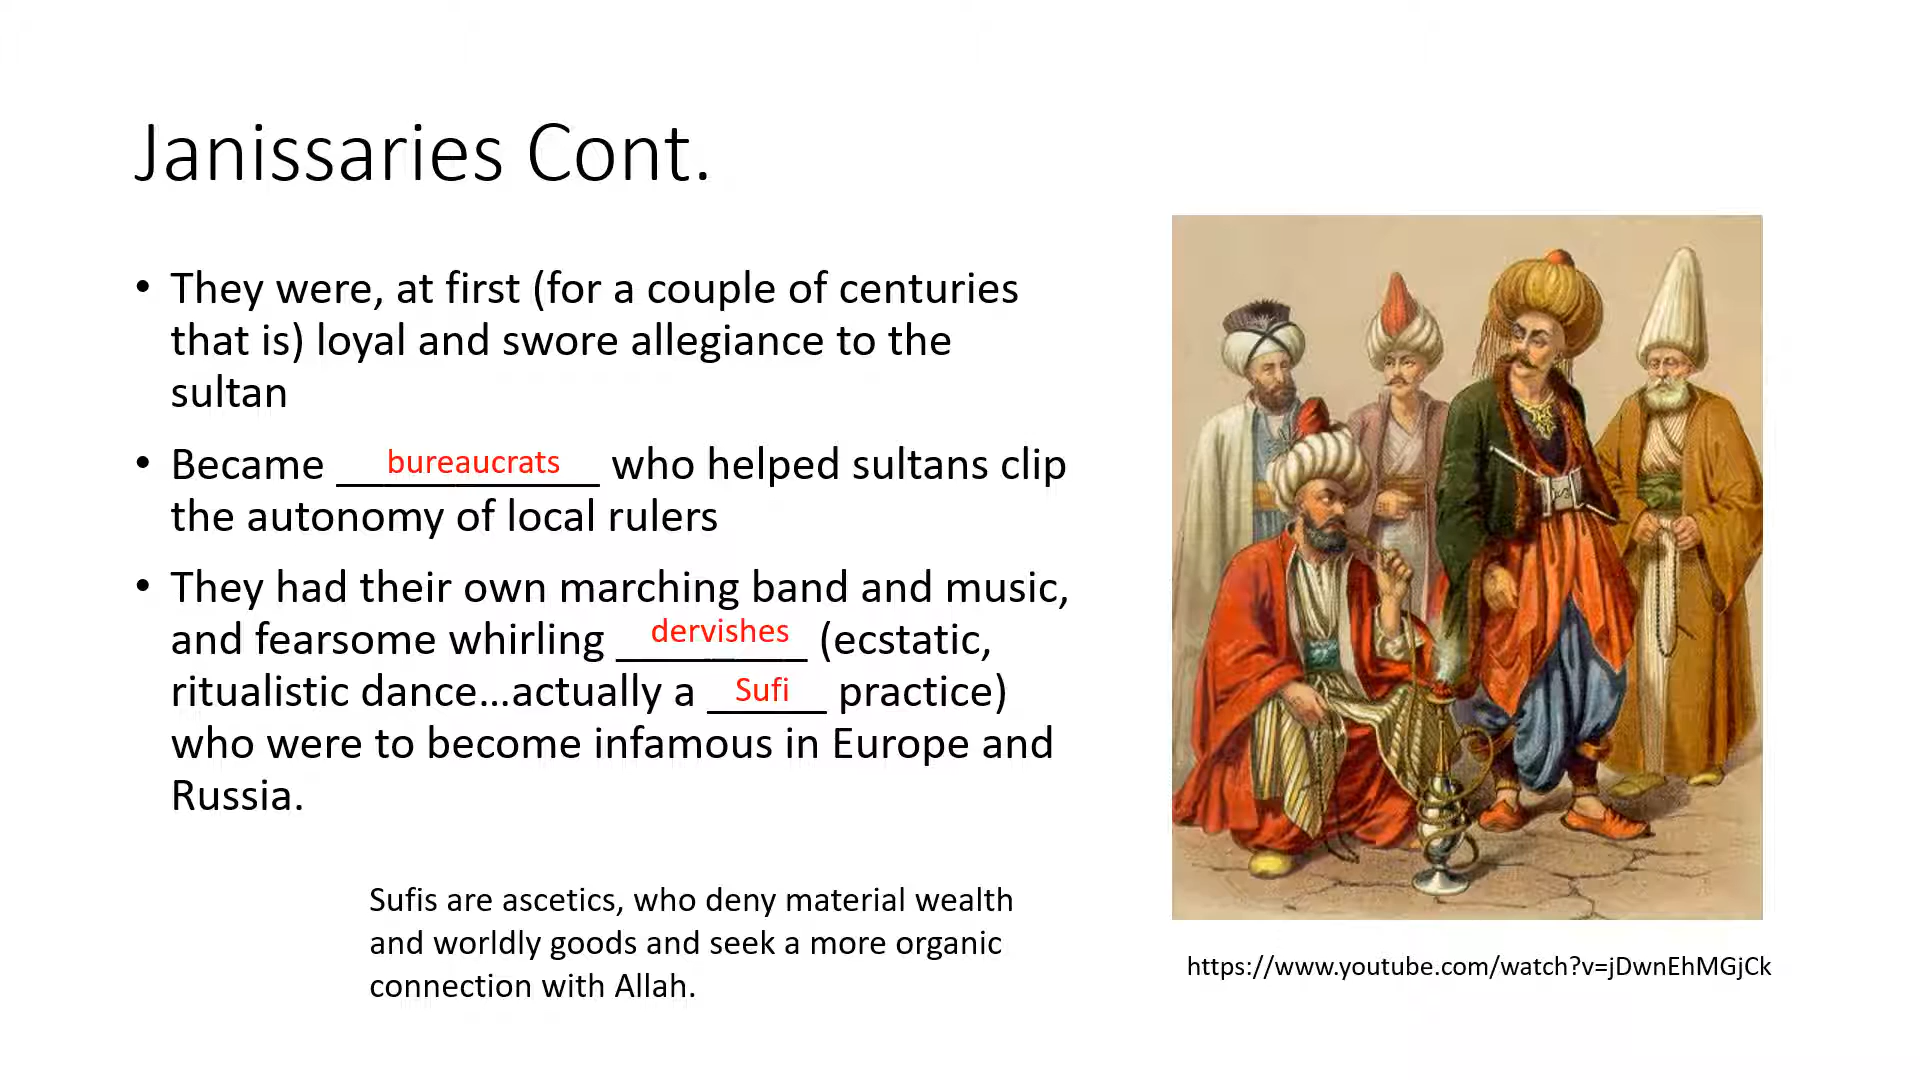 Janissaries Cont.
• They were, at first (for a couple of centuries
that is) loyal and swore allegiance to the
sultan
• Became ____bureaucrats____ who helped sultans clip
the autonomy of local rulers
• They had their own marching band and music,
and fearsome whirling __dervishes__ (ecstatic,
ritualistic dance...actually a __Sufi__ practice)
who were to become infamous in Europe and
Russia.
Sufis are ascetics, who deny material wealth
and worldly goods and seek a more organic
connection with Allah.
https://www.youtube.com/watch?v=jDwnEhMGjCk